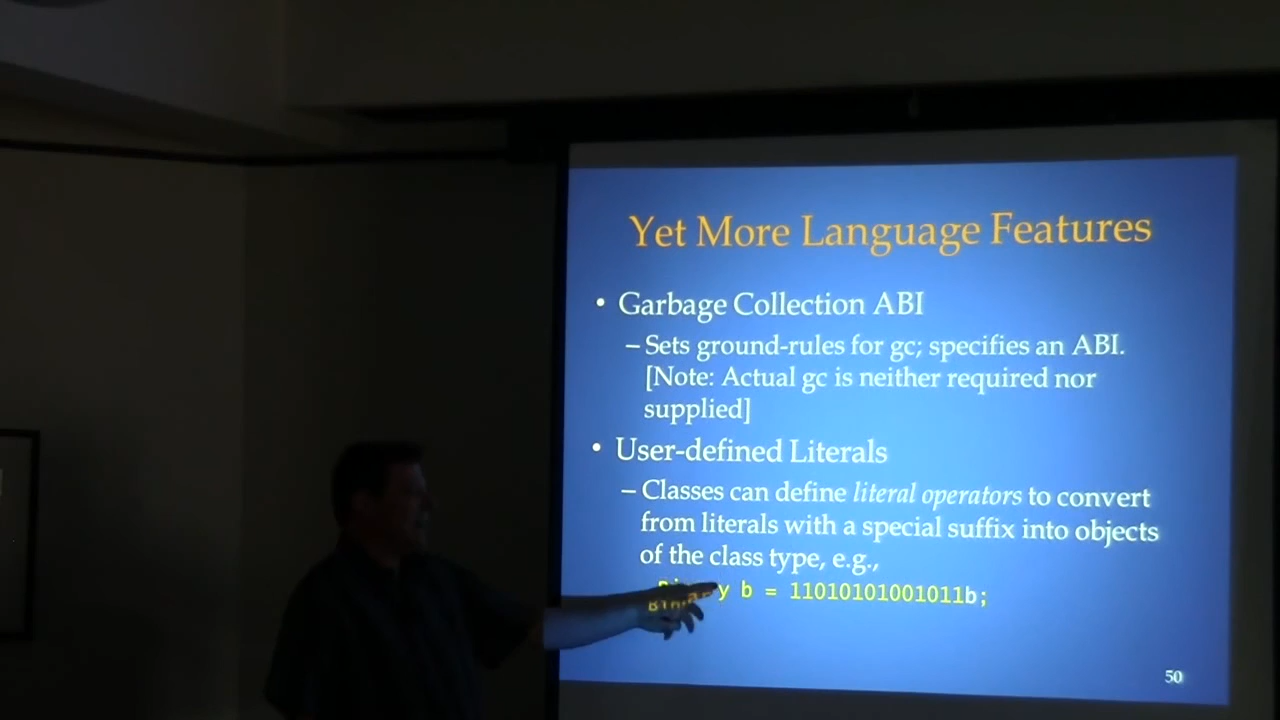 Yet More Language Features
• Garbage Collection ABI
– Sets ground-rules for gc; specifies an ABI.
[Note: Actual gc is neither required nor
supplied]
• User-defined Literals
– Classes can define literal operators to convert
from literals with a special suffix into objects
of the class type, e.g.,
Binary b = 11010101001011b;
50